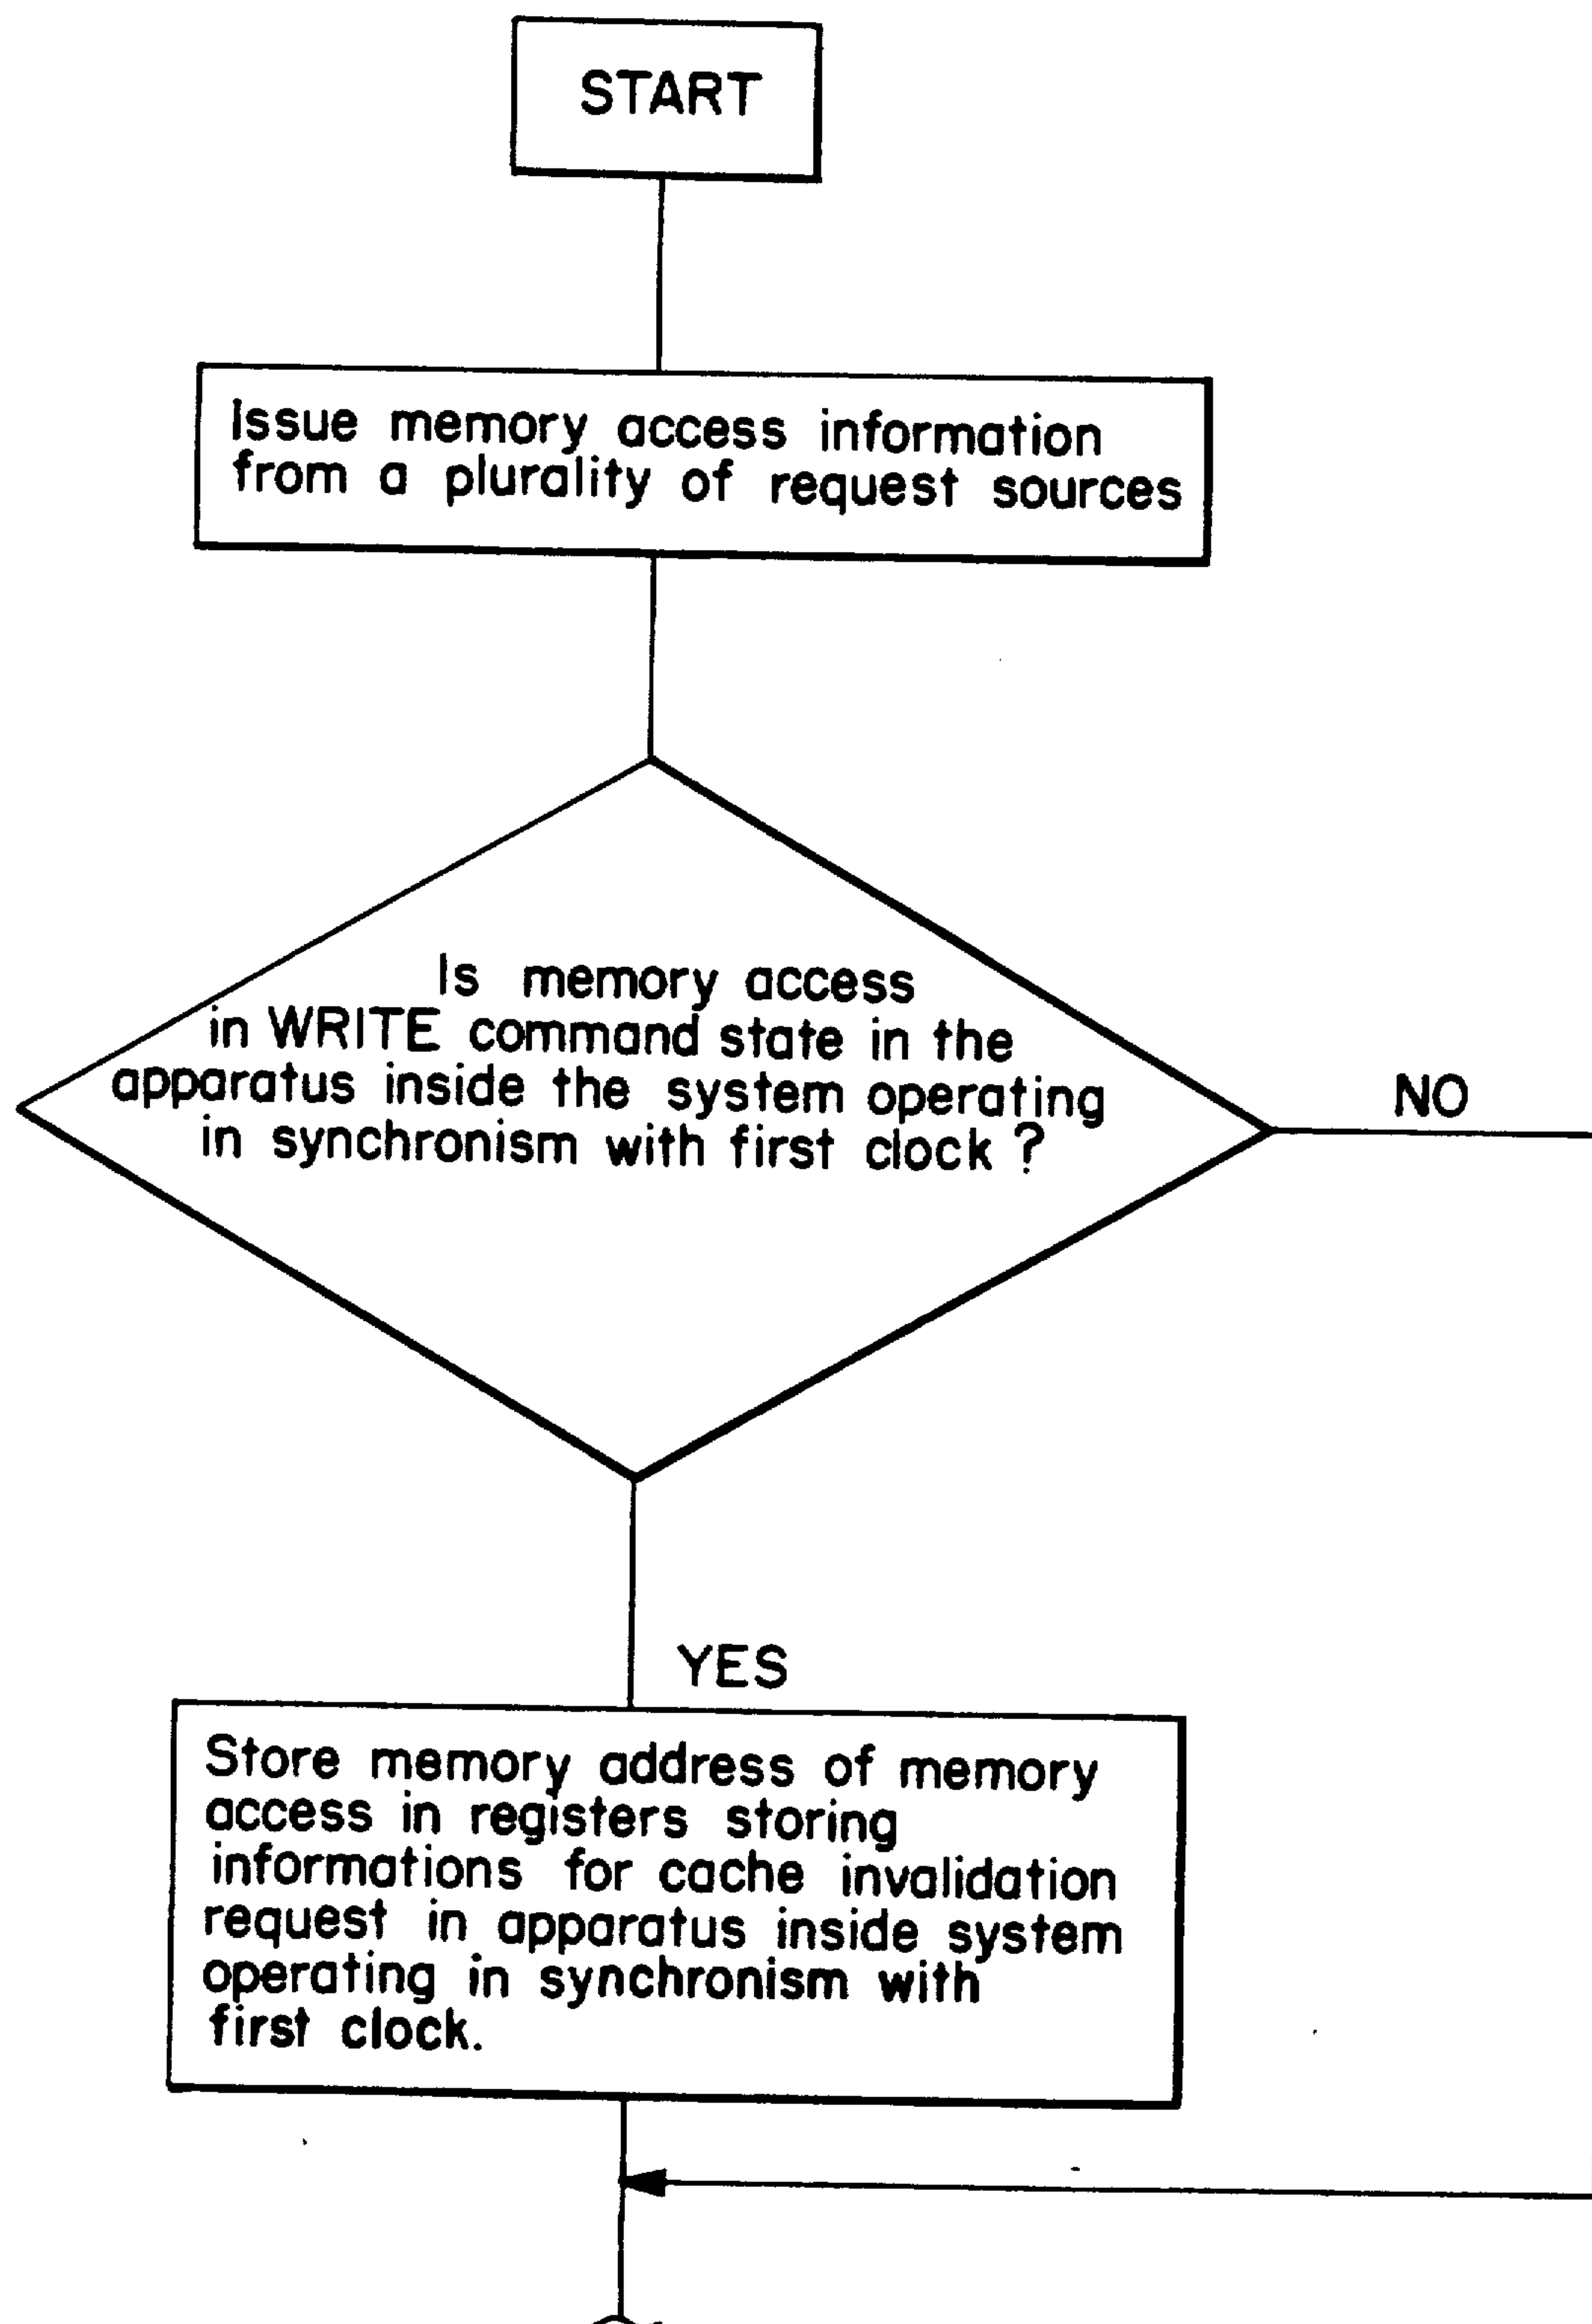 START
Issue memory access information
from a plurality of request sources
Is memory access
in WRITE command state in the
apparatus inside the system operating
in synchronism with first clock ?
NO
YES
Store memory address of memory
access in registers storing
informations for cache invalidation
request in apparatus inside system
operating in synchronism with
first clock.